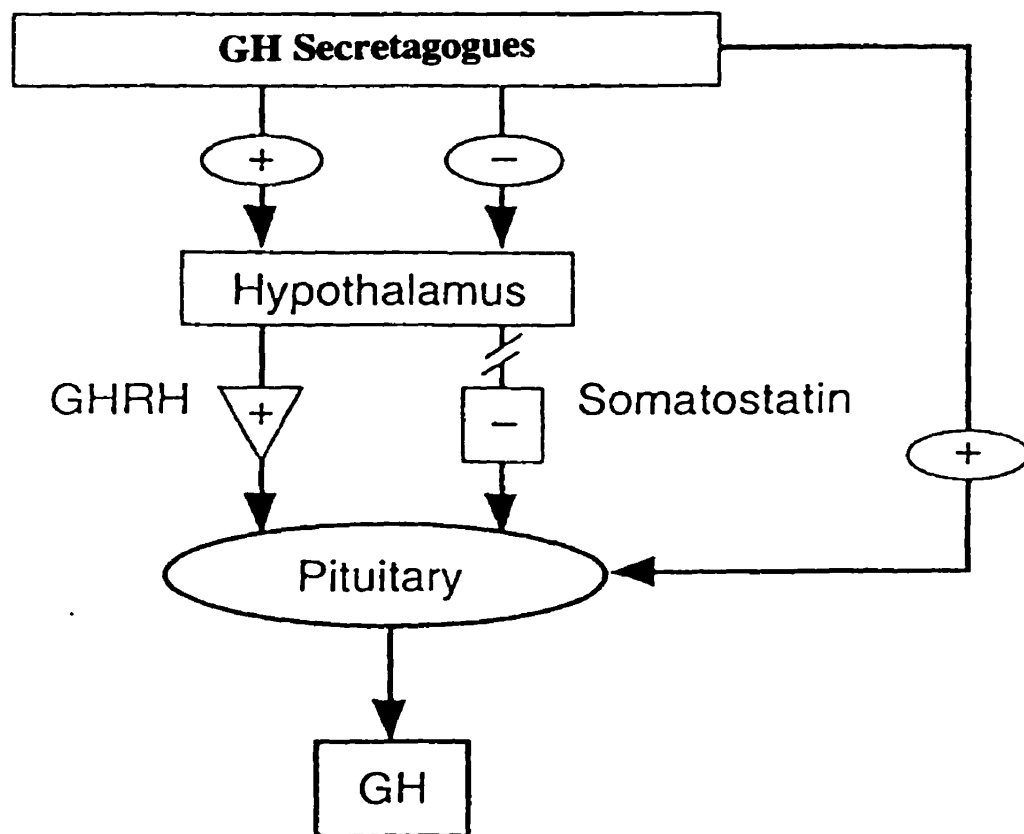 GH Secretagogues
+
−
Hypothalamus
GHRH
+
−
Somatostatin
+
Pituitary
GH